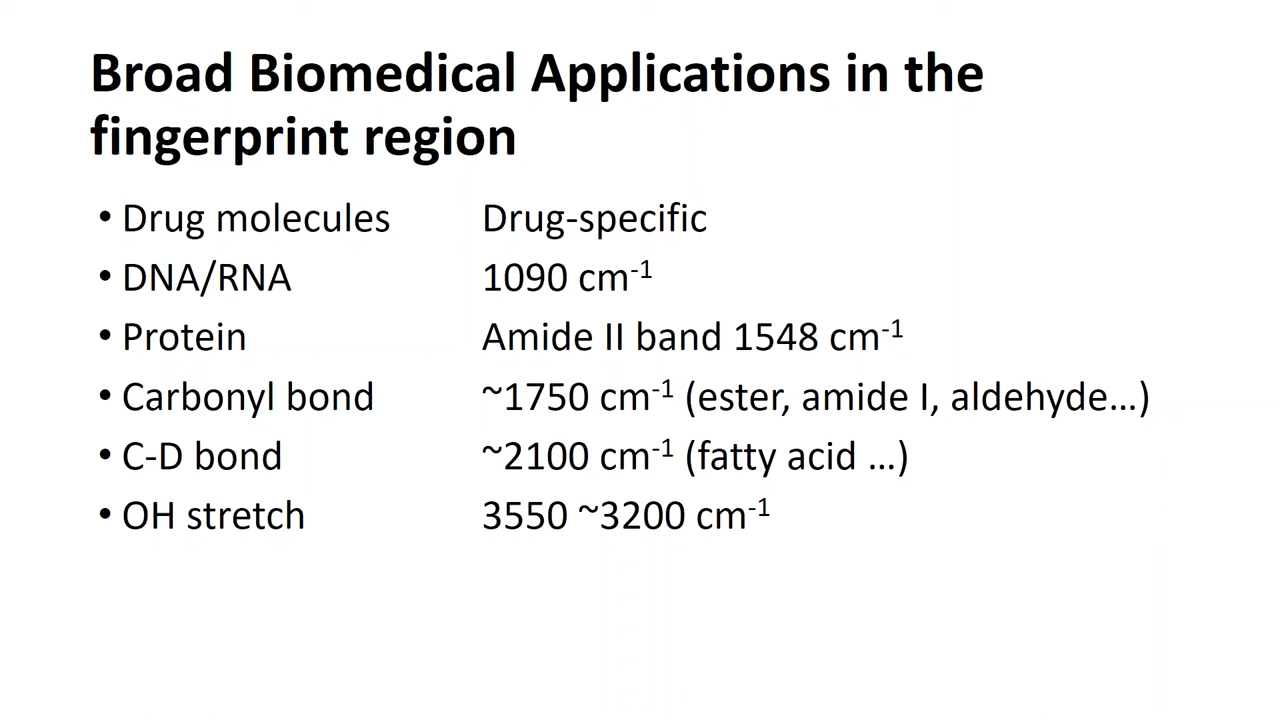 Broad Biomedical Applications in the
fingerprint region
• Drug molecules Drug-specific
• DNA/RNA 1090 cm⁻¹
• Protein Amide II band 1548 cm⁻¹
• Carbonyl bond ~1750 cm⁻¹ (ester, amide I, aldehyde…)
• C-D bond ~2100 cm⁻¹ (fatty acid …)
• OH stretch 3550 ~3200 cm⁻¹